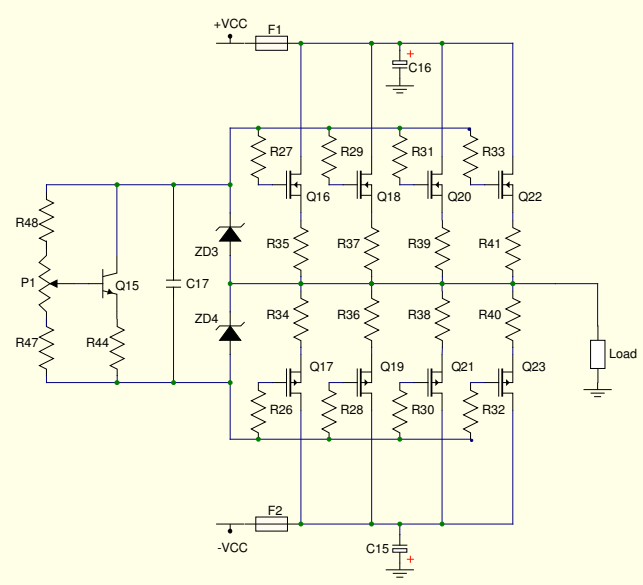 +VCC
F1
+
C16
R27 R29 R31 R33
Q16 Q18 Q20 Q22
R48
ZD3
R35 R37 R39 R41
P1
Q15
C17
ZD4
R34 R36 R38 R40
R47
R44
Load
Q17 Q19 Q21 Q23
R26 R28 R30 R32
F2
-VCC
C15
+